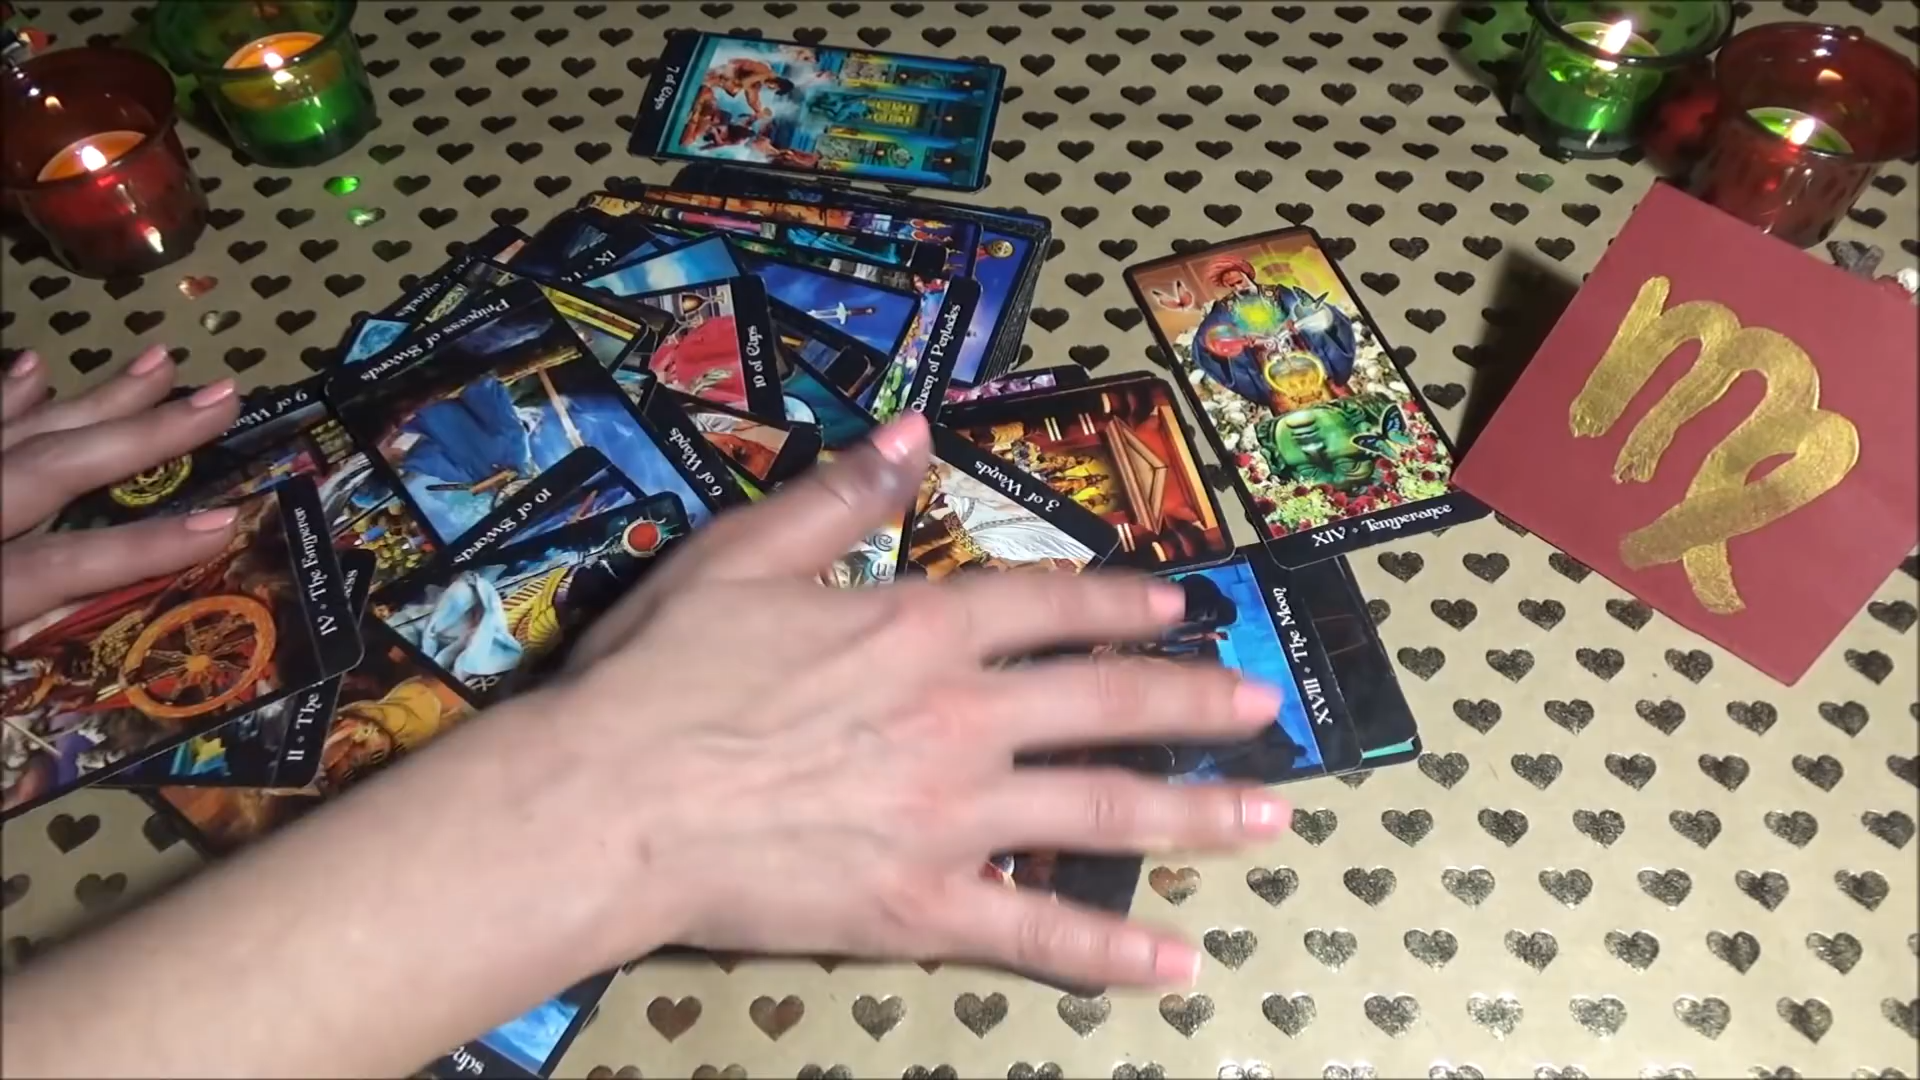 7 of Cups
IX
Princess of Swords
10 of Cups
Queen of Pentacles
9 of Wands
6 of Wands
3 of Wands
10 of Swords
XIV • Temperance
IV • The Emperor
XVIII • The Moon
II • The